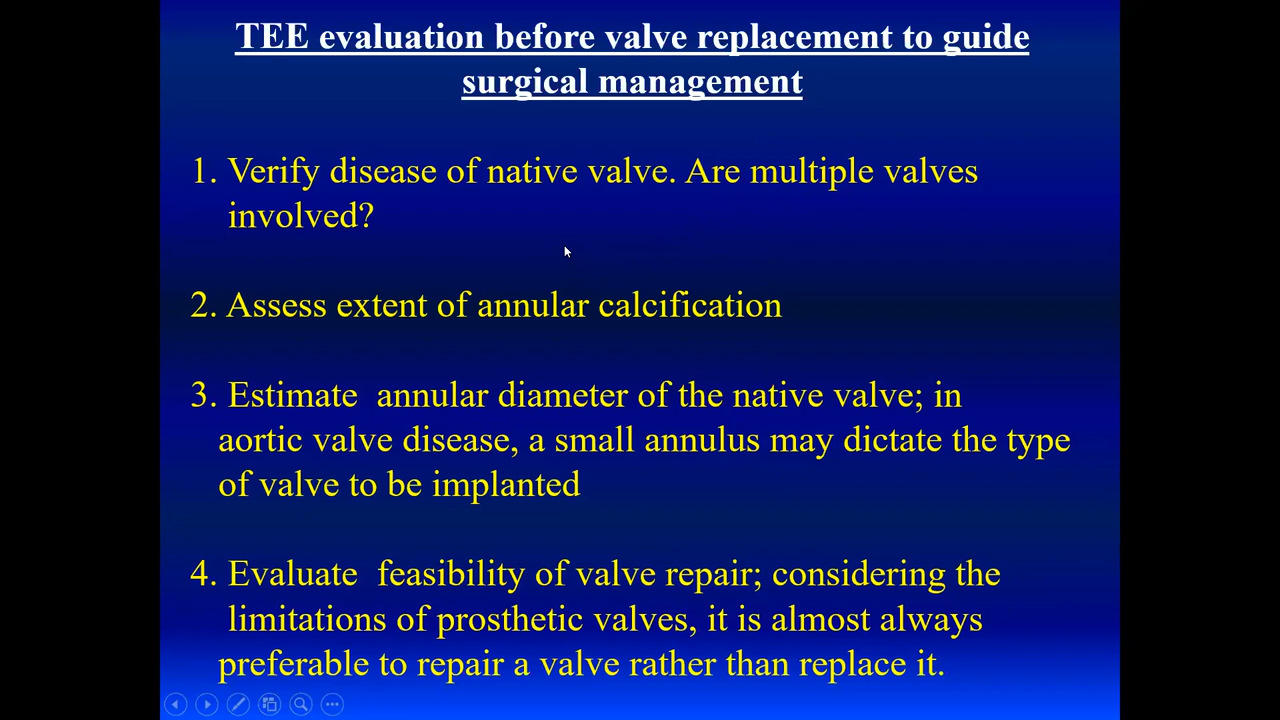 TEE evaluation before valve replacement to guide
surgical management
1. Verify disease of native valve. Are multiple valves
involved?
2. Assess extent of annular calcification
3. Estimate  annular diameter of the native valve; in
aortic valve disease, a small annulus may dictate the type
of valve to be implanted
4. Evaluate  feasibility of valve repair; considering the
limitations of prosthetic valves, it is almost always
preferable to repair a valve rather than replace it.